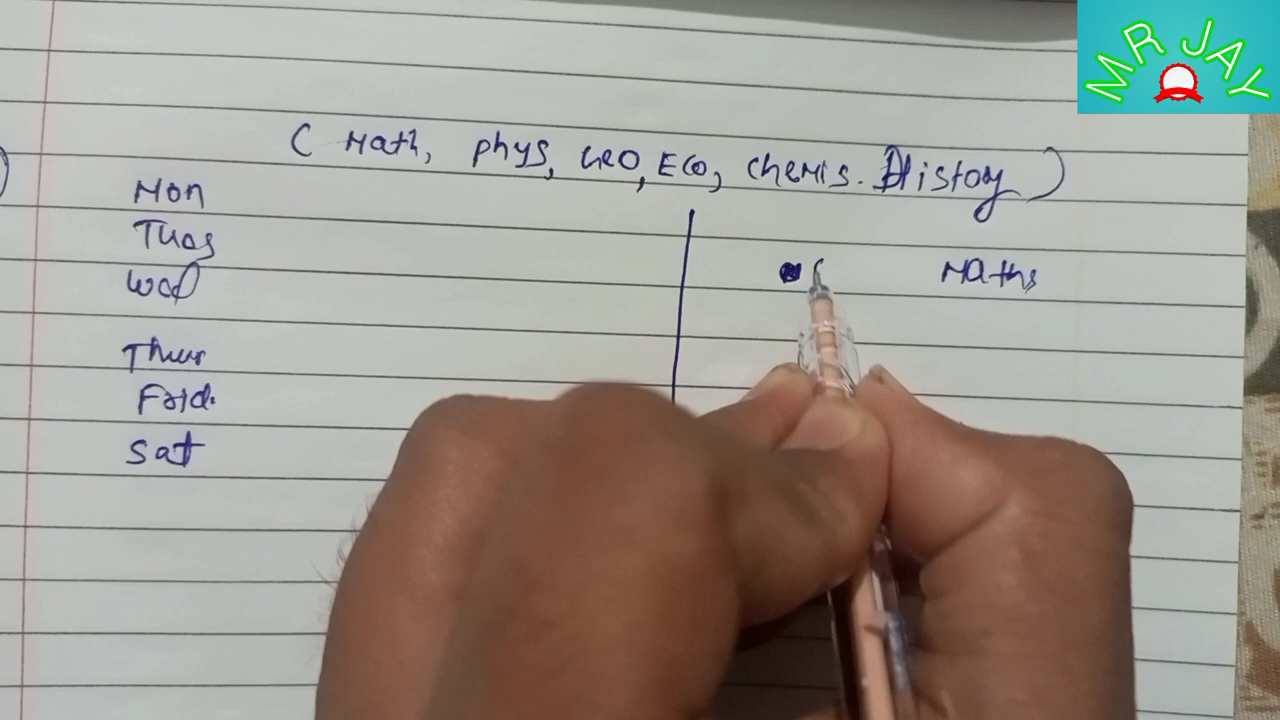 MR JAY
( Math, phys, Geo, Eco, Chemis. History )
Mon
Tues
Wed
Maths
Thur
Frid.
Sat